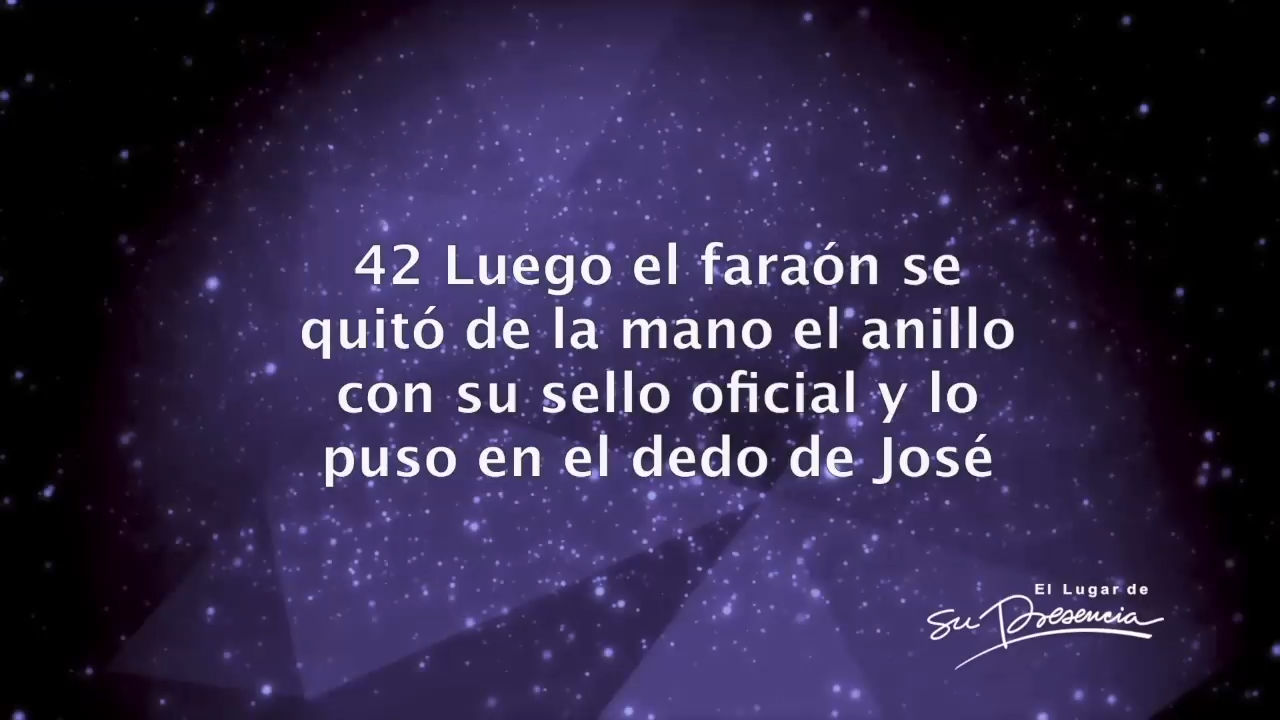 42 Luego el faraón se
quitó de la mano el anillo
con su sello oficial y lo
puso en el dedo de José
El Lugar de
Su Presencia